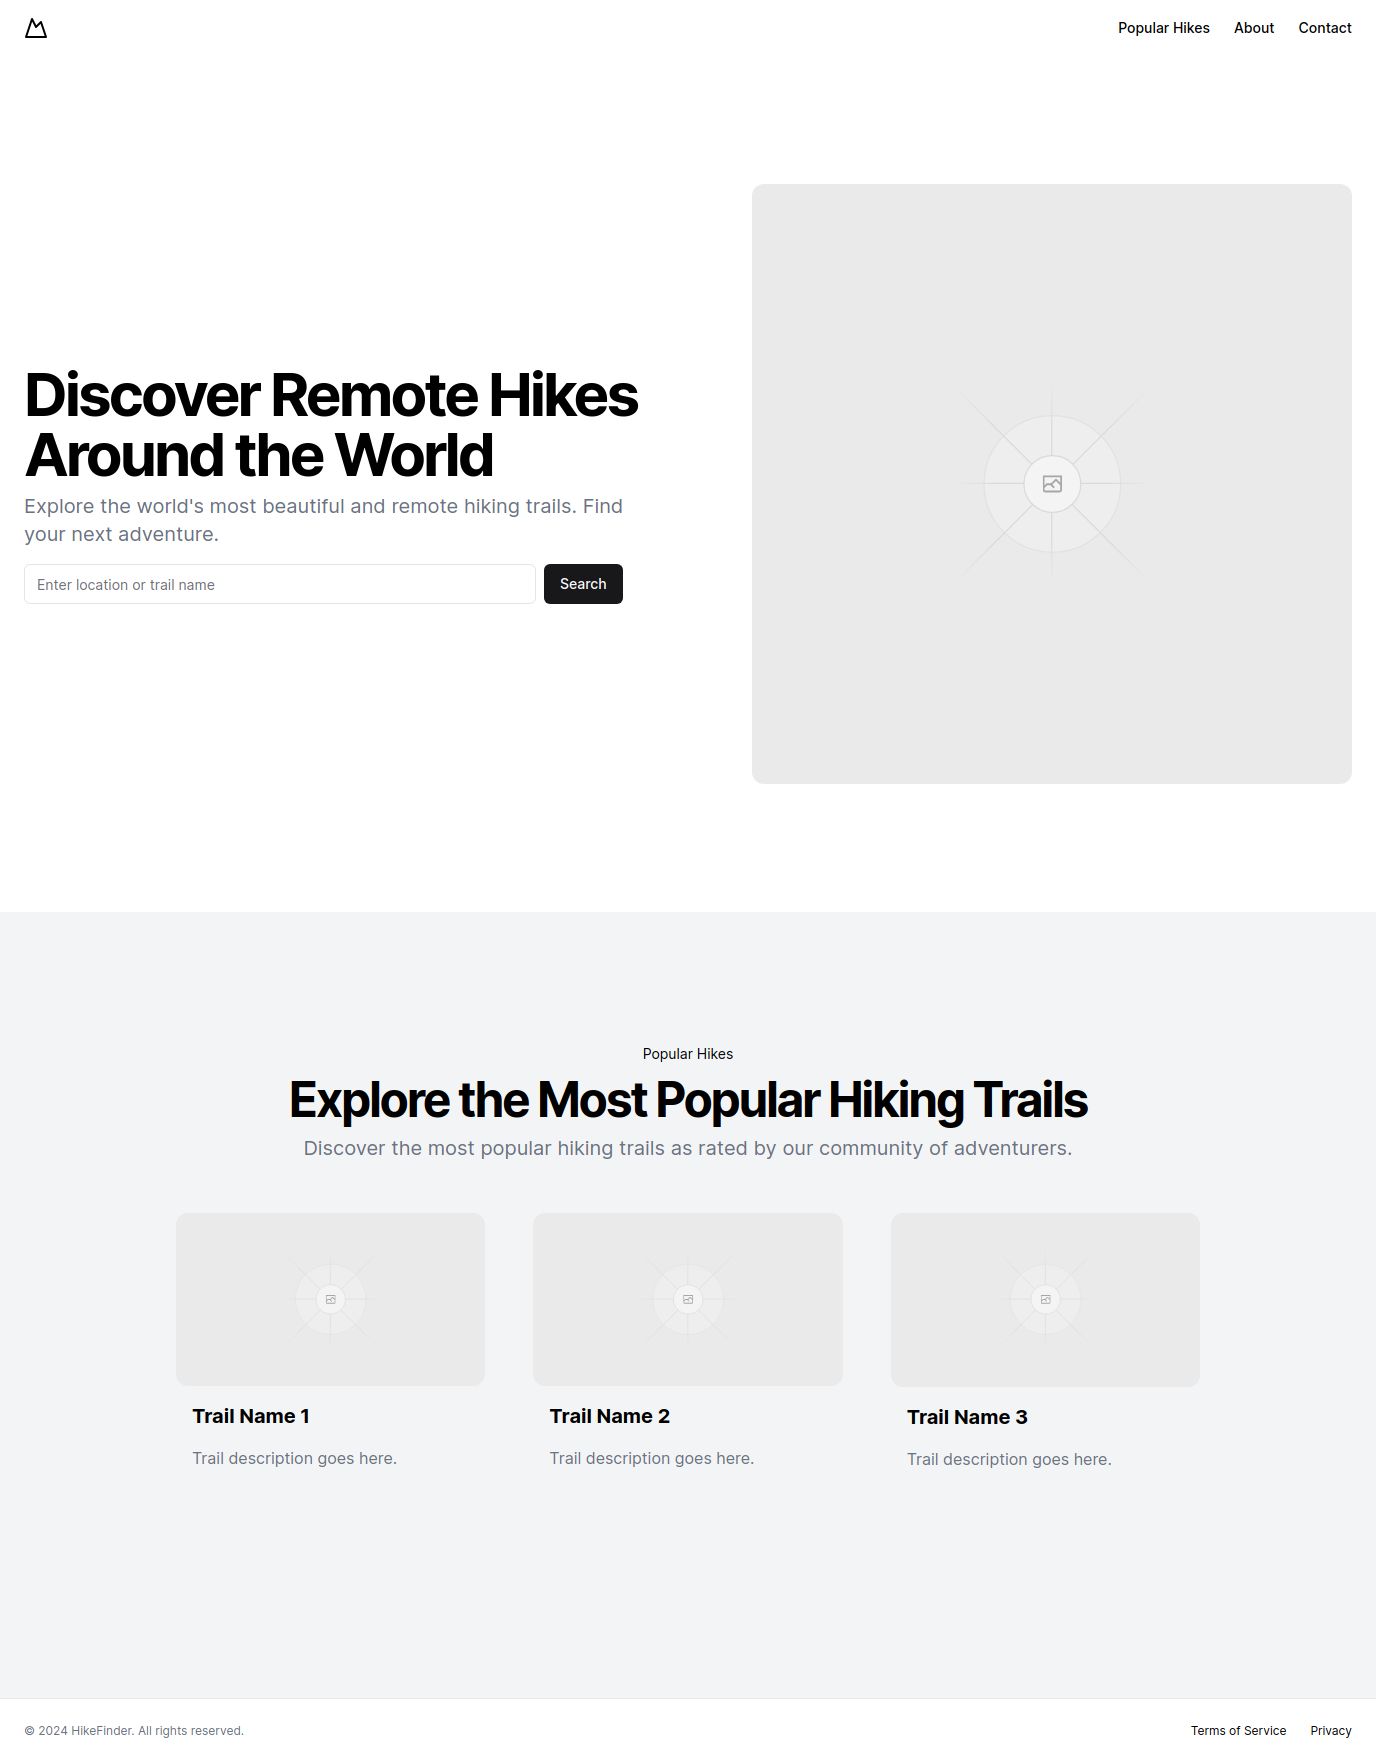 Popular Hikes About Contact
Discover Remote Hikes
Around the World
Explore the world's most beautiful and remote hiking trails. Find
your next adventure.
Enter location or trail name
Search
Popular Hikes
Explore the Most Popular Hiking Trails
Discover the most popular hiking trails as rated by our community of adventurers.
Trail Name 1
Trail description goes here.
Trail Name 2
Trail description goes here.
Trail Name 3
Trail description goes here.
© 2024 HikeFinder. All rights reserved.
Terms of Service Privacy